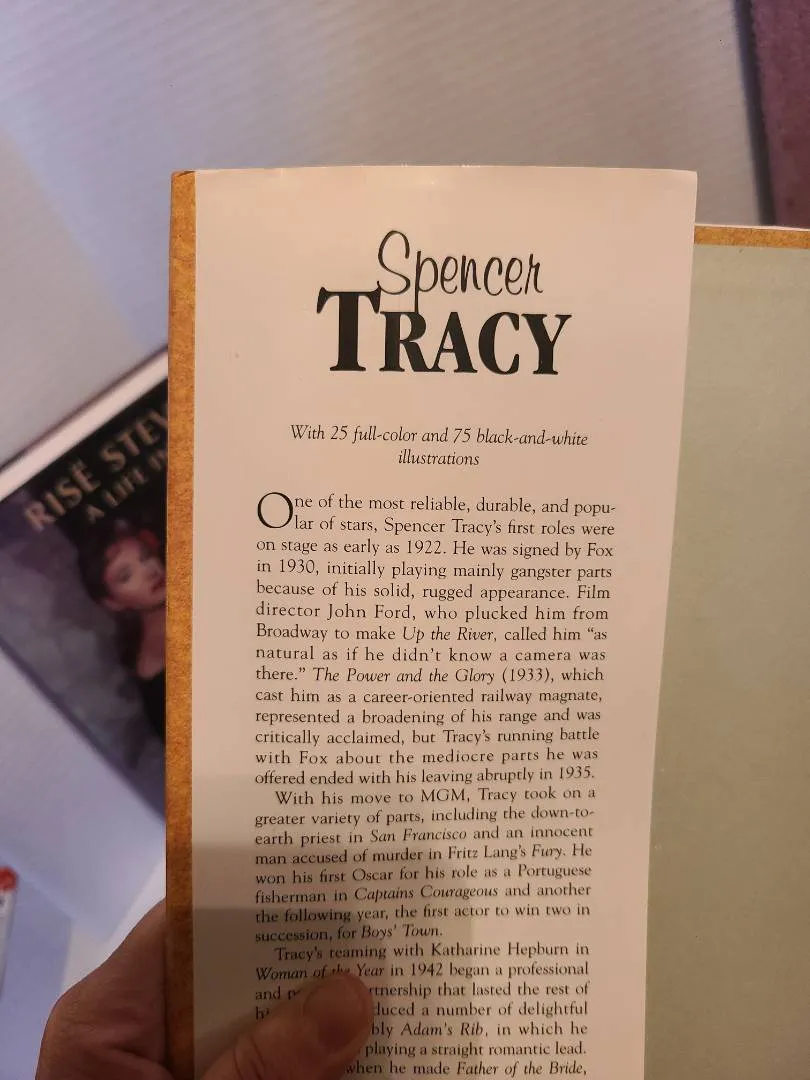 Spencer
TRACY
With 25 full-color and 75 black-and-white
illustrations
One of the most reliable, durable, and popu-
lar of stars, Spencer Tracy's first roles were
on stage as early as 1922. He was signed by Fox
in 1930, initially playing mainly gangster parts
because of his solid, rugged appearance. Film
director John Ford, who plucked him from
Broadway to make Up the River, called him "as
natural as if he didn't know a camera was
there." The Power and the Glory (1933), which
cast him as a career-oriented railway magnate,
represented a broadening of his range and was
critically acclaimed, but Tracy's running battle
with Fox about the mediocre parts he was
offered ended with his leaving abruptly in 1935.
With his move to MGM, Tracy took on a
greater variety of parts, including the down-to-
earth priest in San Francisco and an innocent
man accused of murder in Fritz Lang's Fury. He
won his first Oscar for his role as a Portuguese
fisherman in Captains Courageous and another
the following year, the first actor to win two in
succession, for Boys' Town.
Tracy's teaming with Katharine Hepburn in
Woman of the Year in 1942 began a professional
and rtnership that lasted the rest of
duced a number of delightful
bly Adam's Rib, in which he
playing a straight romantic lead.
when he made Father of the Bride,
RISË STEV
A LIFE IN